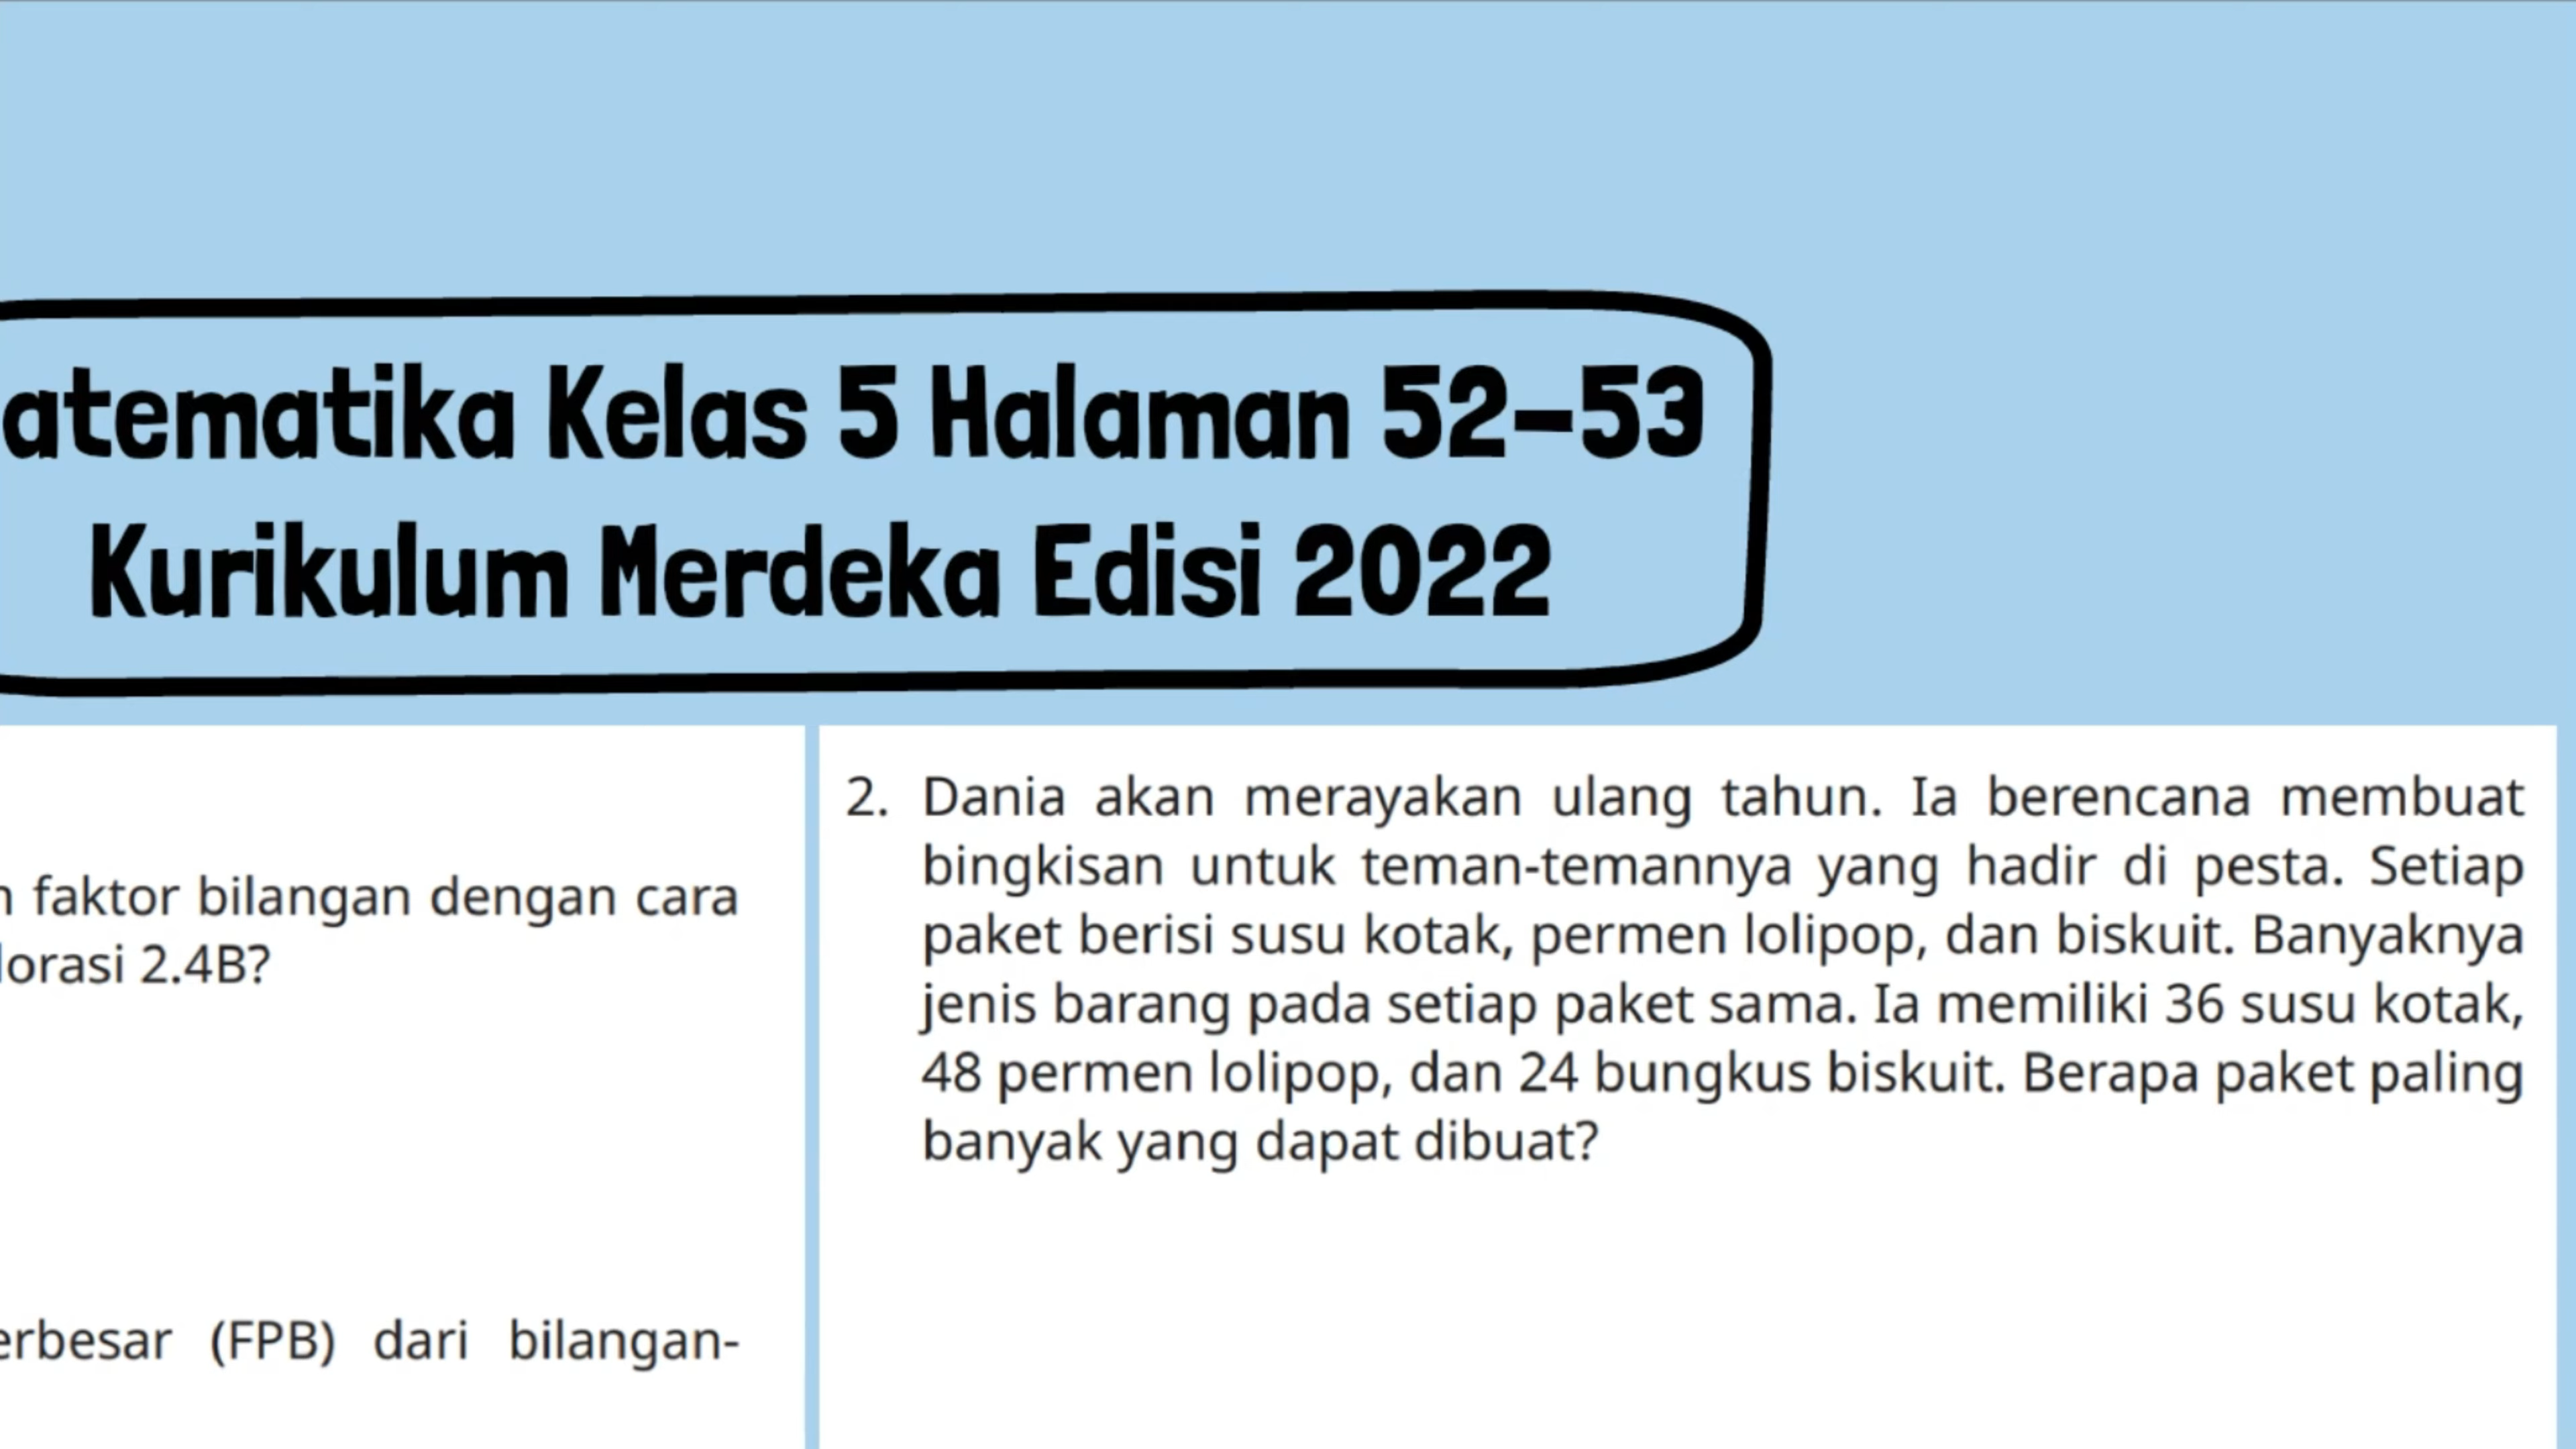 atematika Kelas 5 Halaman 52-53
Kurikulum Merdeka Edisi 2022
faktor bilangan dengan cara
lorasi 2.4B?
erbesar (FPB) dari bilangan-
2. Dania akan merayakan ulang tahun. Ia berencana membuat
bingkisan untuk teman-temannya yang hadir di pesta. Setiap
paket berisi susu kotak, permen lolipop, dan biskuit. Banyaknya
jenis barang pada setiap paket sama. Ia memiliki 36 susu kotak,
48 permen lolipop, dan 24 bungkus biskuit. Berapa paket paling
banyak yang dapat dibuat?